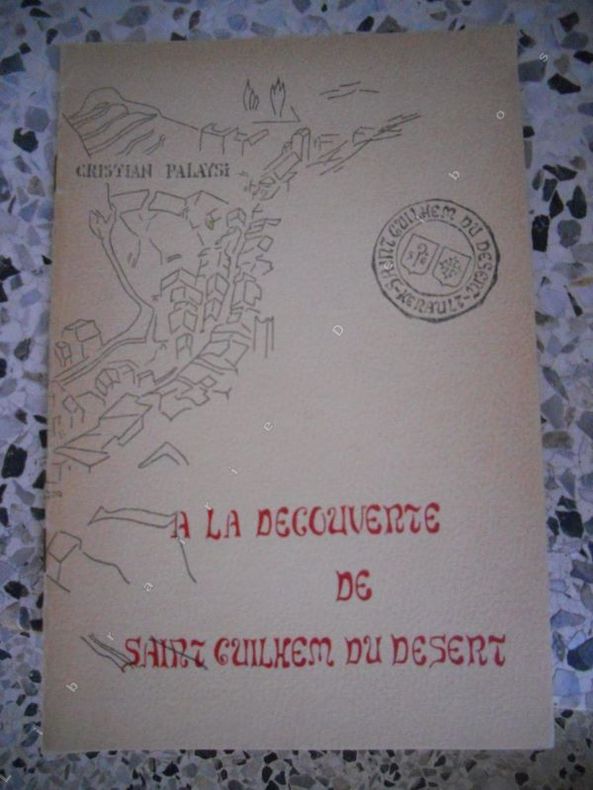 CRISTIAN PALAYSI
SAINT GUILHEM DU DESERT
-HERAULT-
A LA DECOUVERTE
DE
SAINT GUILHEM DU DESERT